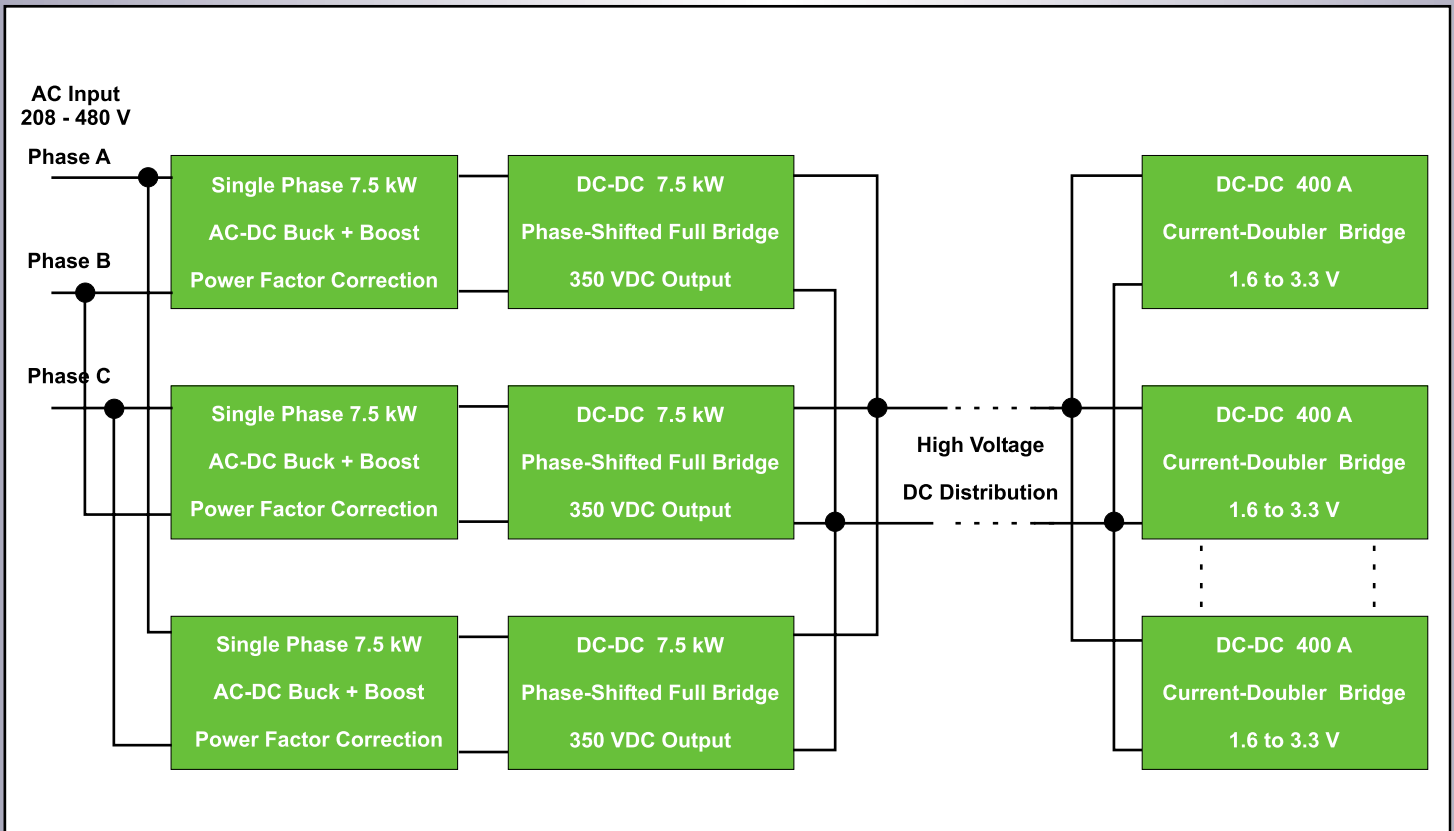 AC Input
208 - 480 V
Phase A
Phase B
Phase C
Single Phase 7.5 kW
AC-DC Buck + Boost
Power Factor Correction
DC-DC  7.5 kW
Phase-Shifted Full Bridge
350 VDC Output
DC-DC  400 A
Current-Doubler  Bridge
1.6 to 3.3 V
Single Phase 7.5 kW
AC-DC Buck + Boost
Power Factor Correction
DC-DC  7.5 kW
Phase-Shifted Full Bridge
350 VDC Output
High Voltage
DC Distribution
DC-DC  400 A
Current-Doubler  Bridge
1.6 to 3.3 V
Single Phase 7.5 kW
AC-DC Buck + Boost
Power Factor Correction
DC-DC  7.5 kW
Phase-Shifted Full Bridge
350 VDC Output
DC-DC  400 A
Current-Doubler  Bridge
1.6 to 3.3 V